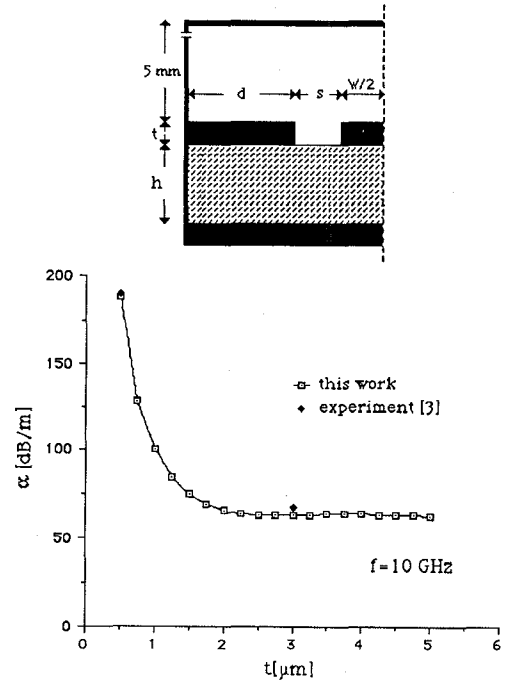 5 mm
d
s
W/2
t
h
200
150
100
50
0
α [dB/m]
this work
experiment [3]
f=10 GHz
0
1
2
3
4
5
6
t[μm]